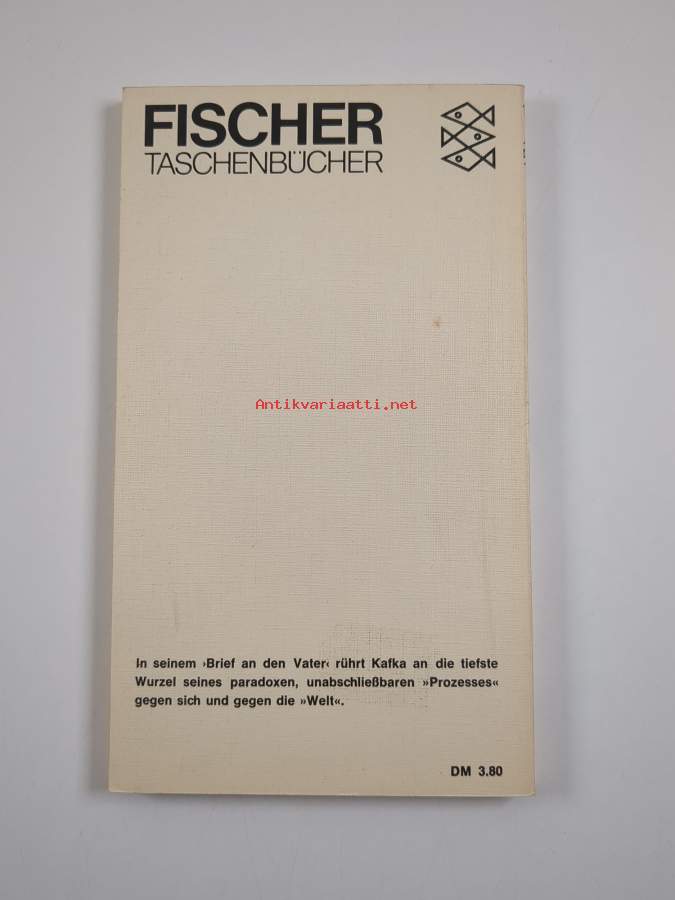 FISCHER
TASCHENBÜCHER
Antikvariaatti.net
In seinem ›Brief an den Vater‹ rührt Kafka an die tiefste
Wurzel seines paradoxen, unabschließbaren »Prozesses«
gegen sich und gegen die »Welt«.
DM 3.80